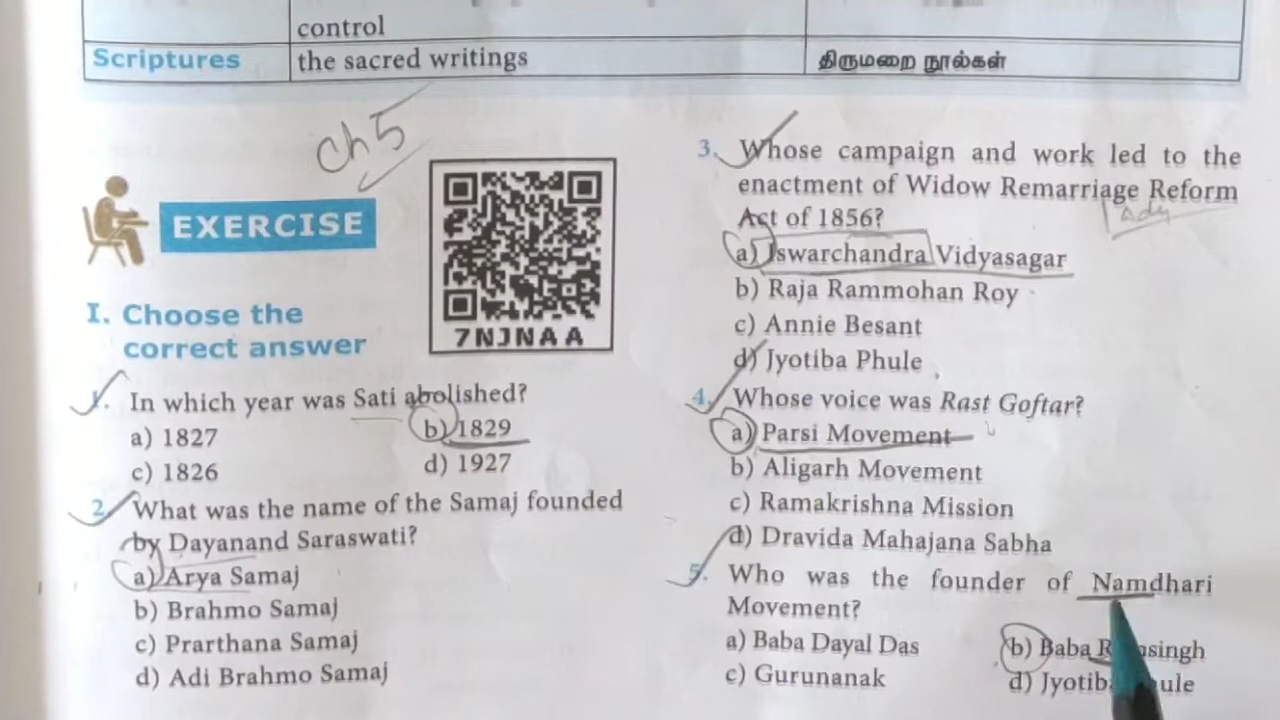 control
Scriptures the sacred writings திருமறை நூல்கள்
Ch 5
EXERCISE
7NJNAA
I. Choose the
correct answer
1. In which year was Sati abolished?
a) 1827 b) 1829
c) 1826 d) 1927
2. What was the name of the Samaj founded
by Dayanand Saraswati?
a) Arya Samaj
b) Brahmo Samaj
c) Prarthana Samaj
d) Adi Brahmo Samaj
3. Whose campaign and work led to the
enactment of Widow Remarriage Reform
Act of 1856?
a) Iswarchandra Vidyasagar
b) Raja Rammohan Roy
c) Annie Besant
d) Jyotiba Phule
4. Whose voice was Rast Goftar?
a) Parsi Movement
b) Aligarh Movement
c) Ramakrishna Mission
d) Dravida Mahajana Sabha
5. Who was the founder of Namdhari
Movement?
a) Baba Dayal Das b) Baba
c) Gurunanak d)